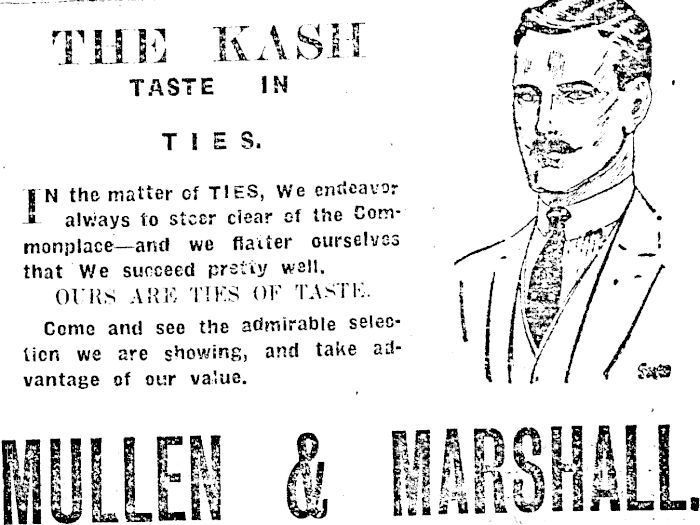 THE KASH
TASTE IN
TIES.
IN the matter of TIES, We endeavor
always to steer clear of the Com-
monplace—and we flatter ourselves
that We succeed pretty well.
OURS ARE TIES OF TASTE.
Come and see the admirable selec-
tion we are showing, and take ad-
vantage of our value.
MULLEN & MARSHALL.